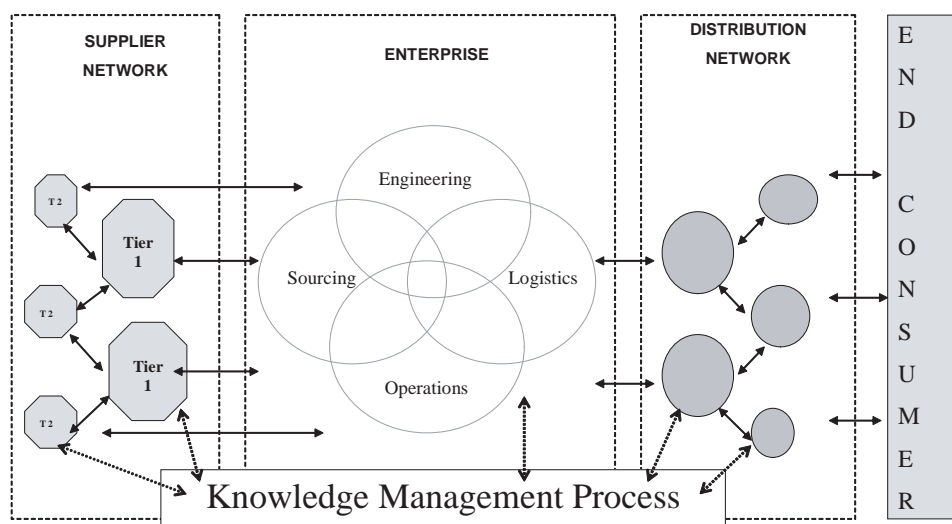 SUPPLIER
NETWORK
ENTERPRISE
DISTRIBUTION
NETWORK
T 2
Tier
1
T 2
Tier
1
T 2
Engineering
Sourcing
Logistics
Operations
Knowledge Management Process
E
N
D
C
O
N
S
U
M
E
R